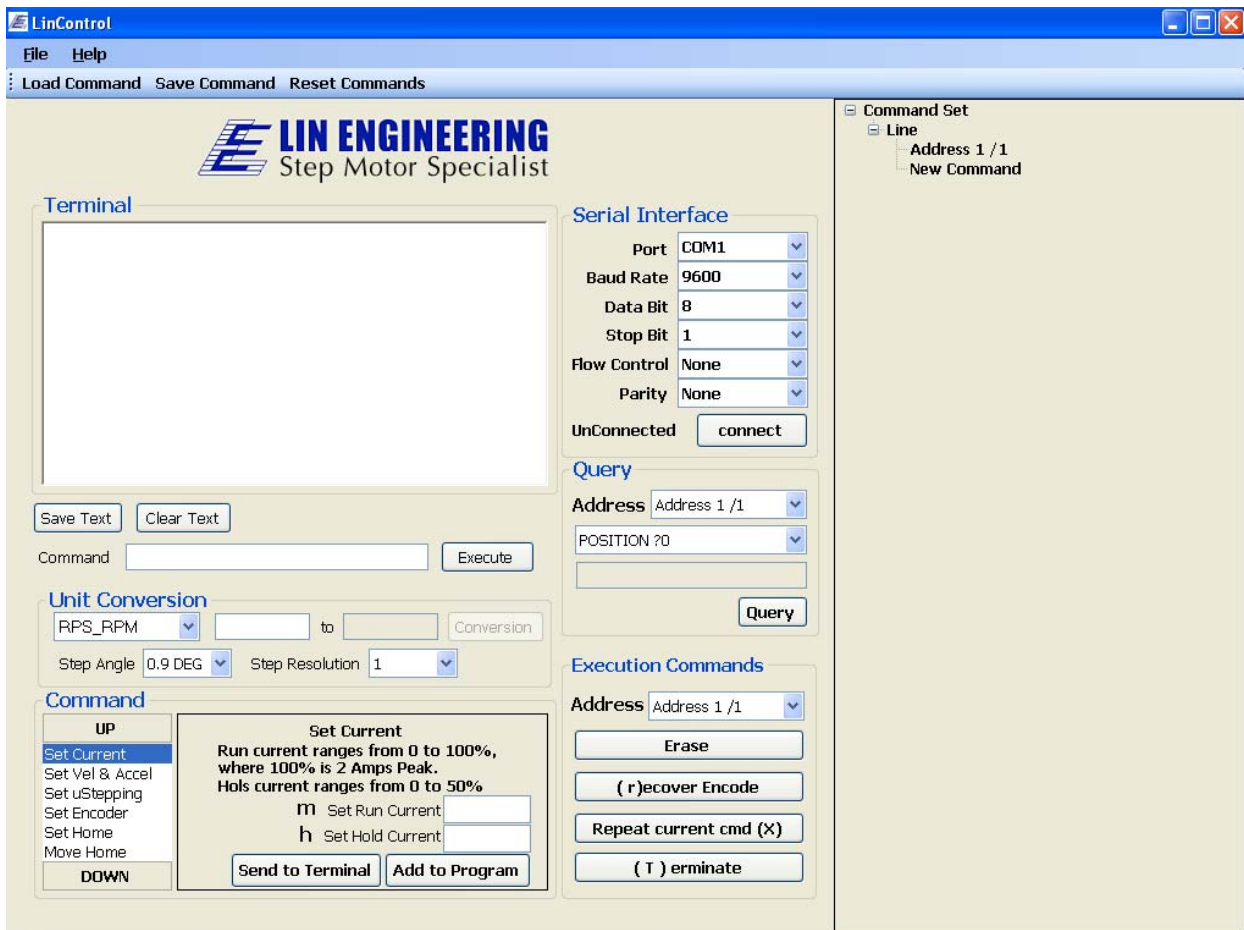 LinControl
File Help
Load Command Save Command Reset Commands
LIN ENGINEERING
Step Motor Specialist
Terminal
Save Text Clear Text
Command Execute
Unit Conversion
RPS_RPM to Conversion
Step Angle 0.9 DEG Step Resolution 1
Command
UP
Set Current
Set Vel & Accel
Set uStepping
Set Encoder
Set Home
Move Home
DOWN
Set Current
Run current ranges from 0 to 100%,
where 100% is 2 Amps Peak.
Hols current ranges from 0 to 50%
m Set Run Current
h Set Hold Current
Send to Terminal Add to Program
Serial Interface
Port COM1
Baud Rate 9600
Data Bit 8
Stop Bit 1
Flow Control None
Parity None
UnConnected connect
Query
Address Address 1 /1
POSITION ?0
Query
Execution Commands
Address Address 1 /1
Erase
( r )ecover Encode
Repeat current cmd (X)
( T ) erminate
Command Set
Line
Address 1 /1
New Command